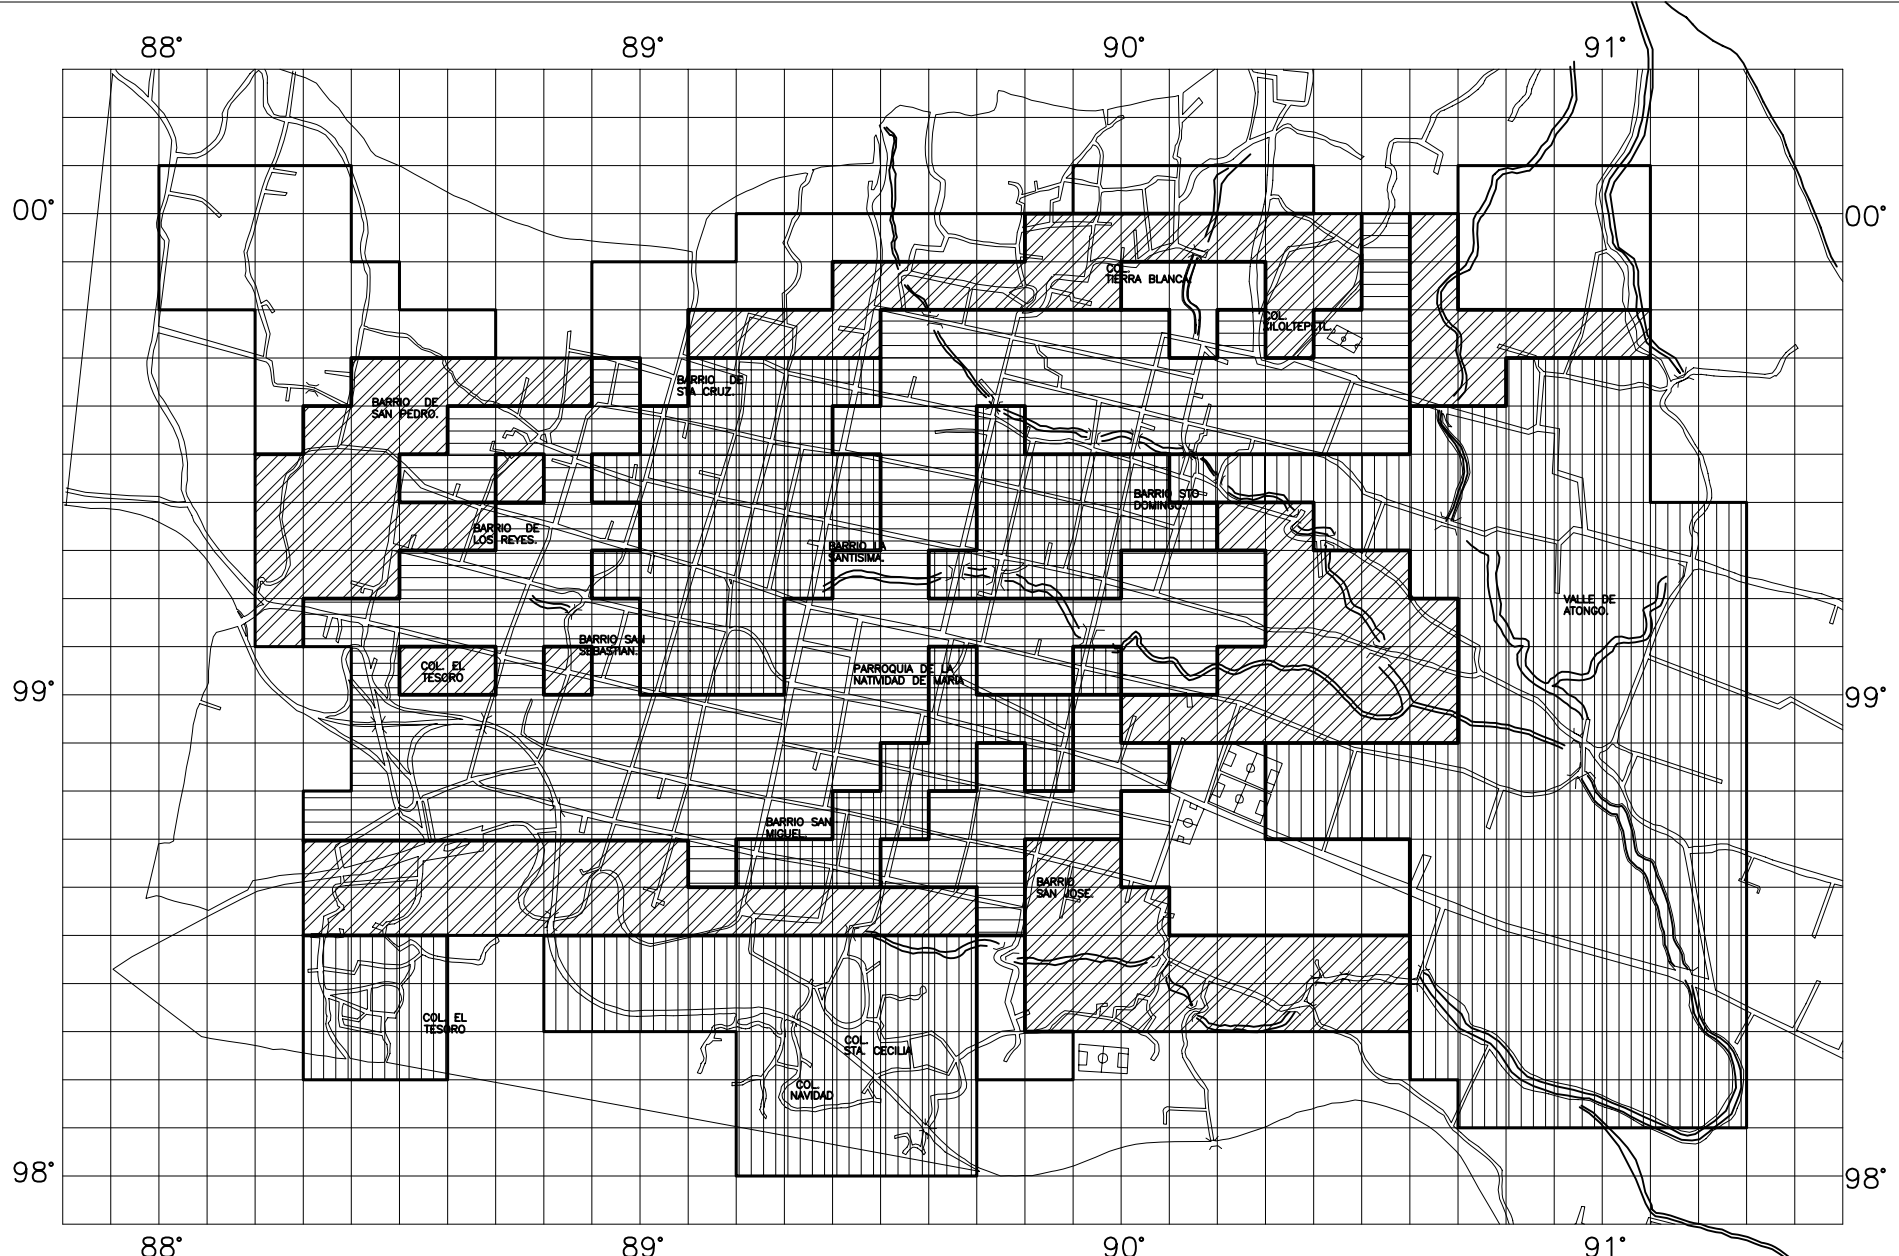 88°
89°
90°
91°
00°
00°
COL.
TIERRA BLANCA.
COL.
XILOLTEPETL.
BARRIO DE
STA CRUZ.
BARRIO DE
SAN PEDRO.
BARRIO STO
DOMINGO.
BARRIO DE
LOS REYES.
BARRIO LA
SANTISIMA.
VALLE DE
ATONGO.
BARRIO SAN
SEBASTIAN.
COL. EL
TESORO
PARROQUIA DE LA
NATIVIDAD DE MARIA
99°
99°
BARRIO SAN
MIGUEL.
BARRIO
SAN JOSE.
COL. EL
TESORO
COL.
STA. CECILIA
COL.
NAVIDAD
98°
98°
88°
89°
90°
91°